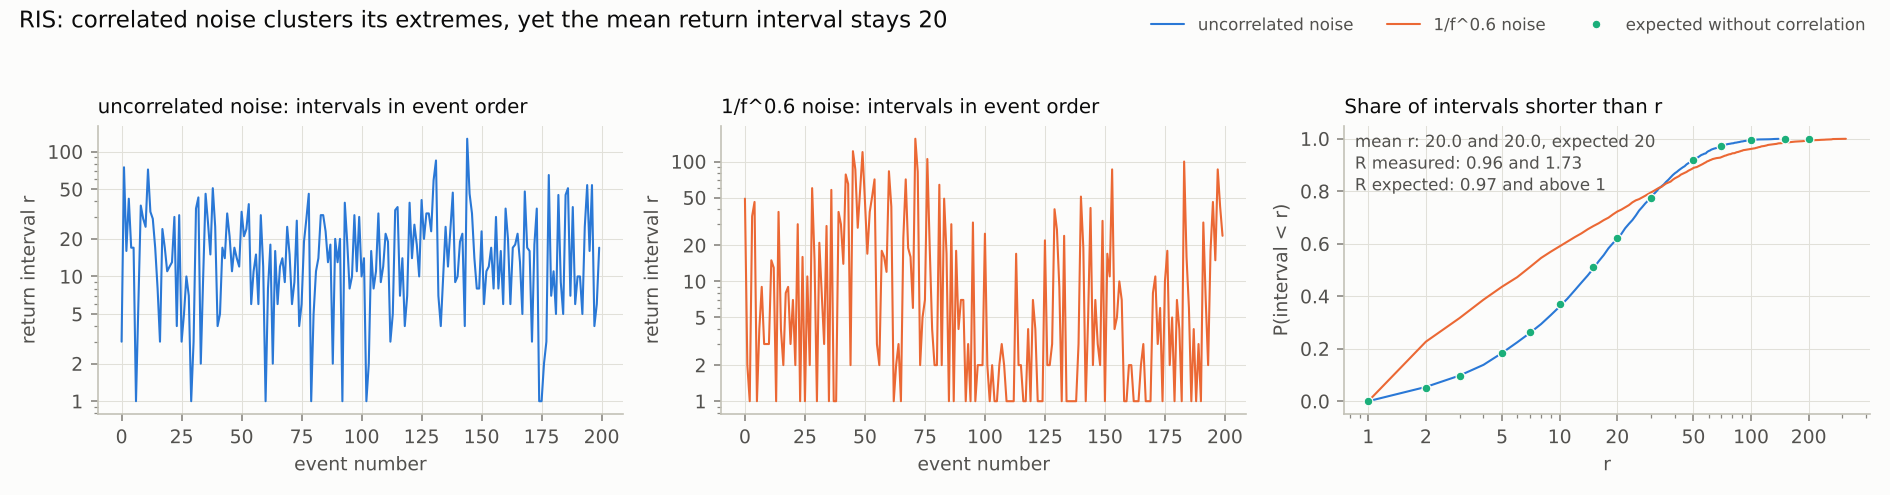 RIS: correlated noise clusters its extremes, yet the mean return interval stays 20
uncorrelated noise
1/f^0.6 noise
expected without correlation
uncorrelated noise: intervals in event order
return interval r
100
50
20
10
5
2
1
0 25 50 75 100 125 150 175 200
event number
1/f^0.6 noise: intervals in event order
return interval r
100
50
20
10
5
2
1
0 25 50 75 100 125 150 175 200
event number
Share of intervals shorter than r
mean r: 20.0 and 20.0, expected 20
R measured: 0.96 and 1.73
R expected: 0.97 and above 1
P(interval < r)
1.0
0.8
0.6
0.4
0.2
0.0
1 2 5 10 20 50 100 200
r